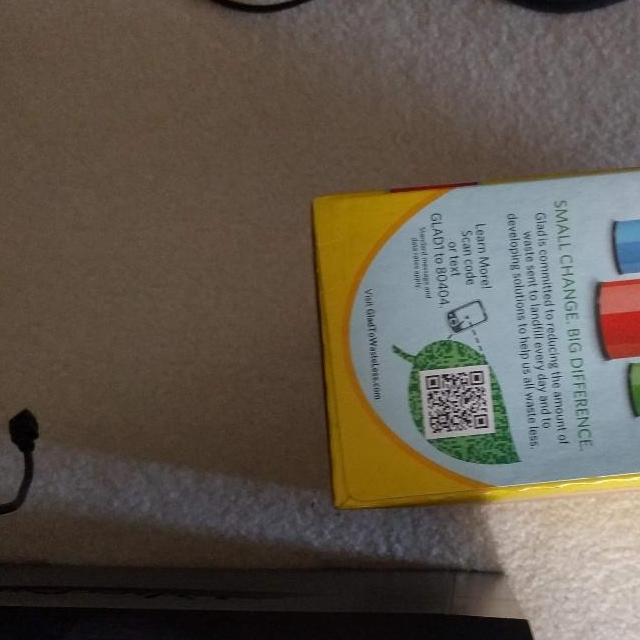 SMALL CHANGE. BIG DIFFERENCE.
Glad is committed to reducing the amount of
waste sent to landfill every day and to
developing solutions to help us all waste less.
Learn More!
Scan code
or text
GLAD1 to 80404.
Standard message and
data rates apply.
Visit GladToWasteLess.com